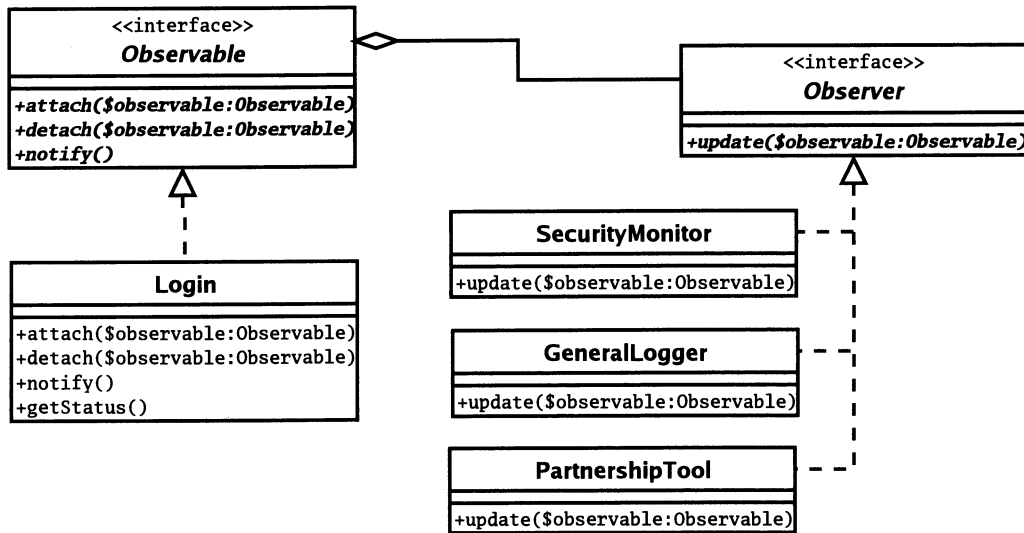 <<interface>>
Observable
+attach($observable:Observable)
+detach($observable:Observable)
+notify()
<<interface>>
Observer
+update($observable:Observable)
Login
+attach($observable:Observable)
+detach($observable:Observable)
+notify()
+getStatus()
SecurityMonitor
+update($observable:Observable)
GeneralLogger
+update($observable:Observable)
PartnershipTool
+update($observable:Observable)